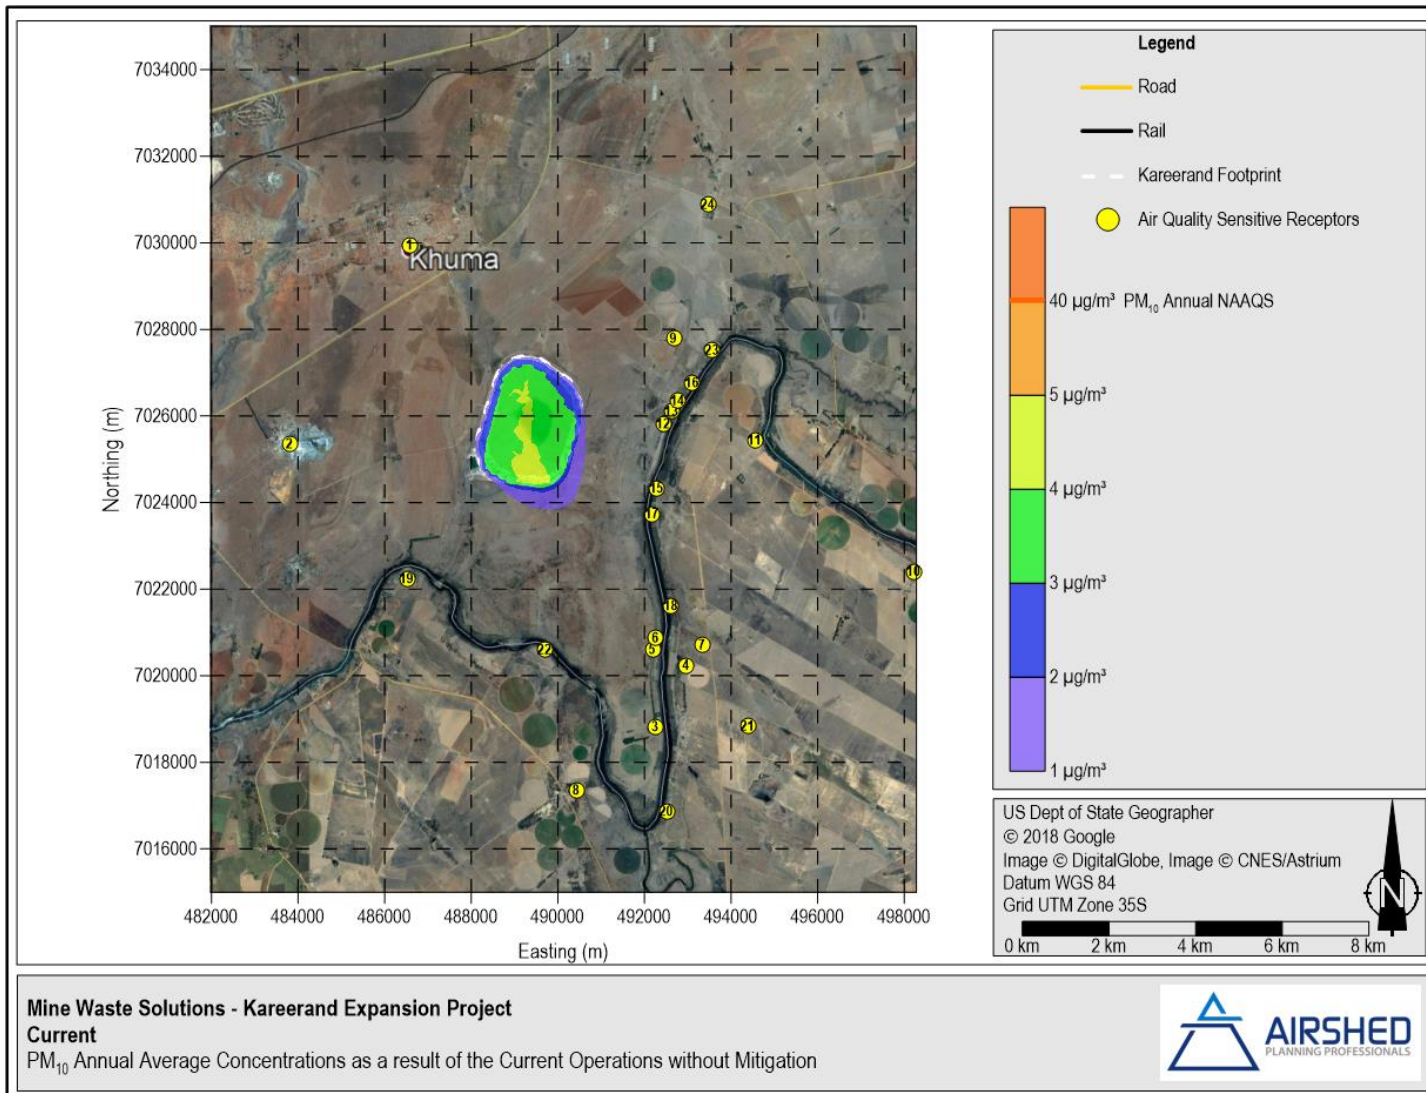 7034000
7032000
7030000
7028000
7026000
7024000
7022000
7020000
7018000
7016000
Northing (m)
482000 484000 486000 488000 490000 492000 494000 496000 498000
Easting (m)
24
1
Khuma
9
23
16
14
13
12
11
2
15
17
10
19
18
6
7
5
22
4
3
21
8
20
Legend
Road
Rail
Kareerand Footprint
Air Quality Sensitive Receptors
40 µg/m³ PM₁₀ Annual NAAQS
5 µg/m³
4 µg/m³
3 µg/m³
2 µg/m³
1 µg/m³
US Dept of State Geographer
© 2018 Google
Image © DigitalGlobe, Image © CNES/Astrium
Datum WGS 84
Grid UTM Zone 35S
N
0 km 2 km 4 km 6 km 8 km
Mine Waste Solutions - Kareerand Expansion Project
Current
PM₁₀ Annual Average Concentrations as a result of the Current Operations without Mitigation
AIRSHED
PLANNING PROFESSIONALS